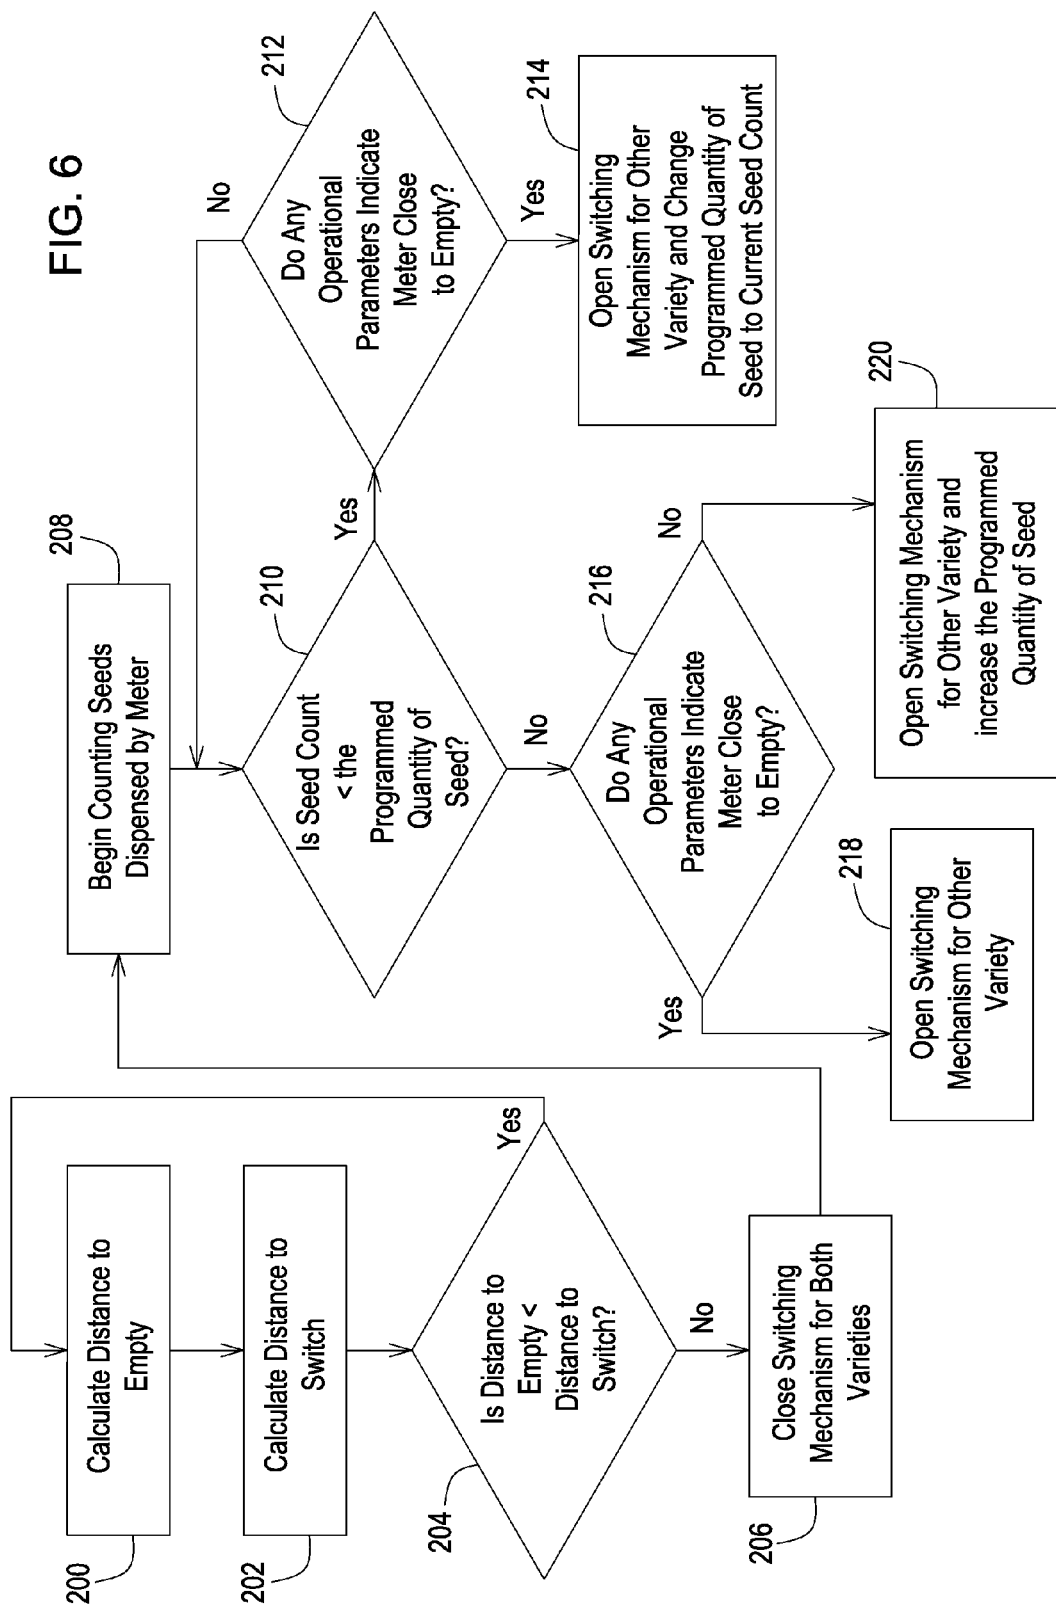 FIG. 6
200
Calculate Distance to
Empty
202
Calculate Distance to
Switch
204
Is Distance to
Empty <
Distance to
Switch?
Yes
No
206
Close Switching
Mechanism for Both
Varieties
208
Begin Counting Seeds
Dispensed by Meter
210
Is Seed Count
< the
Programmed
Quantity of
Seed?
Yes
No
212
Do Any
Operational
Parameters Indicate
Meter Close
to Empty?
No
Yes
214
Open Switching
Mechanism for Other
Variety and Change
Programmed Quantity of
Seed to Current Seed Count
216
Do Any
Operational
Parameters Indicate
Meter Close
to Empty?
Yes
No
218
Open Switching
Mechanism for Other
Variety
220
Open Switching Mechanism
for Other Variety and
increase the Programmed
Quantity of Seed